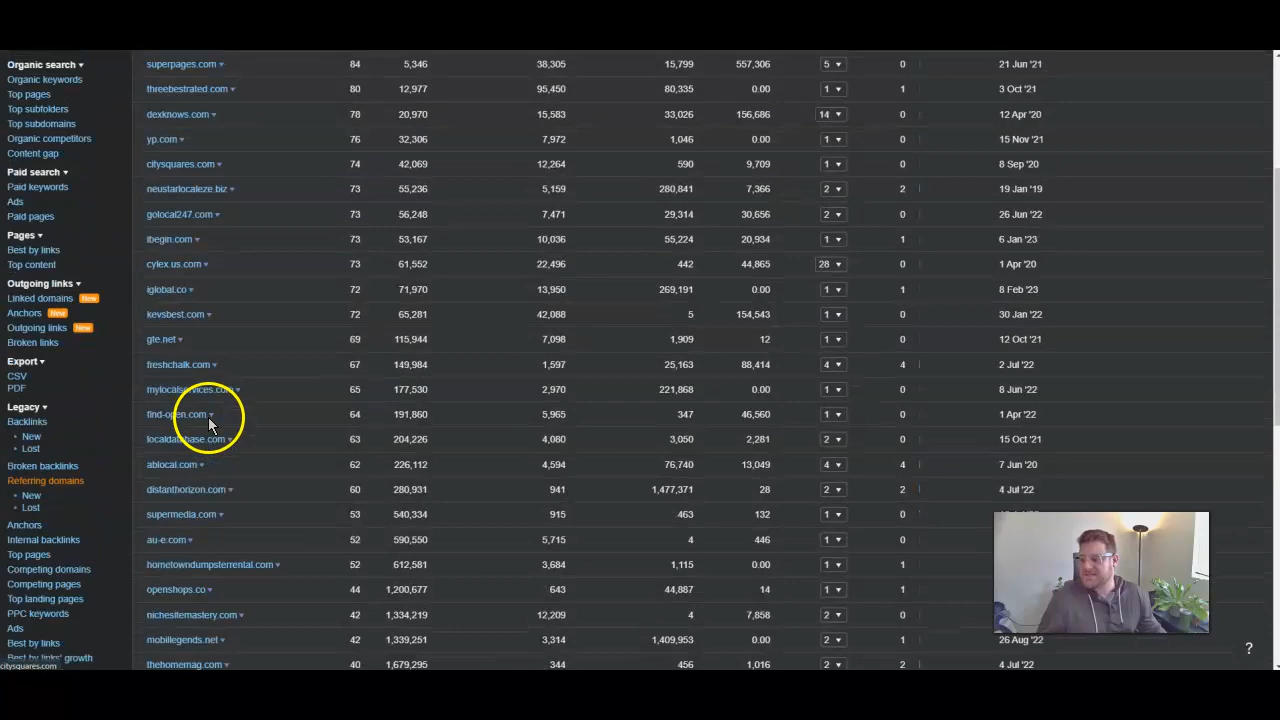 Organic search
Organic keywords
Top pages
Top subfolders
Top subdomains
Organic competitors
Content gap
Paid search
Paid keywords
Ads
Paid pages
Pages
Best by links
Top content
Outgoing links
Linked domains New
Anchors New
Outgoing links New
Broken links
Export
CSV
PDF
Legacy
Backlinks
New
Lost
Broken backlinks
Referring domains
New
Lost
Anchors
Internal backlinks
Top pages
Competing domains
Competing pages
Top landing pages
PPC keywords
Ads
Best by links
Best by links' growth
citysquares.com
superpages.com 84 5,346 38,305 15,799 557,306 5 0 21 Jun '21
threebestrated.com 80 12,977 95,450 80,335 0.00 1 1 3 Oct '21
dexknows.com 78 20,970 15,583 33,026 156,686 14 0 12 Apr '20
yp.com 76 32,306 7,972 1,046 0.00 1 0 15 Nov '21
citysquares.com 74 42,069 12,264 590 9,709 1 0 8 Sep '20
neustarlocaleze.biz 73 55,236 5,159 280,841 7,366 2 2 19 Jan '19
golocal247.com 73 56,248 7,471 29,314 30,656 2 0 26 Jun '22
ibegin.com 73 53,167 10,036 55,224 20,934 1 1 6 Jan '23
cylex.us.com 73 61,552 22,496 442 44,865 28 0 1 Apr '20
iglobal.co 72 71,970 13,950 269,191 0.00 1 1 8 Feb '23
kevsbest.com 72 65,281 42,088 5 154,543 1 0 30 Jan '22
gte.net 69 115,944 7,098 1,909 12 1 0 12 Oct '21
freshchalk.com 67 149,984 1,597 25,163 88,414 4 4 2 Jul '22
mylocalservices.com 65 177,530 2,970 221,868 0.00 1 0 8 Jun '22
find-open.com 64 191,860 5,965 347 46,560 1 0 1 Apr '22
localdatabase.com 63 204,226 4,080 3,050 2,281 2 0 15 Oct '21
ablocal.com 62 226,112 4,594 76,740 13,049 4 4 7 Jun '20
distanthorizon.com 60 280,931 941 1,477,371 28 2 2 4 Jul '22
supermedia.com 53 540,334 915 463 132 1 0
au-e.com 52 590,550 5,715 4 446 1 0
hometowndumpsterrental.com 52 612,581 3,684 1,115 0.00 1 1
openshops.co 44 1,200,677 643 44,887 14 1 1
nichesitemastery.com 42 1,334,219 12,209 4 7,858 2 0
mobillegends.net 42 1,339,251 3,314 1,409,953 0.00 2 1 26 Aug '22
thehomemag.com 40 1,679,295 344 456 1,016 2 2 4 Jul '22
?